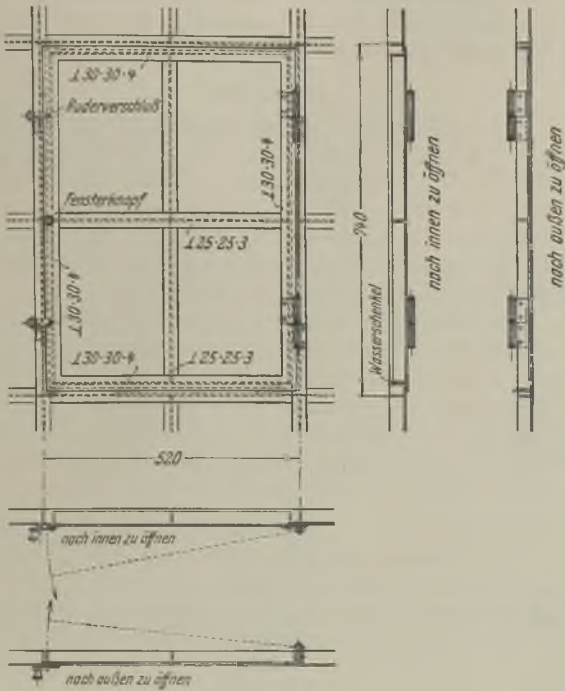 ⊥30·30·4
Ruderverschluß
⊥30·30·4
Fensterknopf
⊥25·25·3
⊥30·30·4
⊥30·30·4
⊥25·25·3
520
740
Wasserschenkel
nach innen zu öffnen
nach außen zu öffnen
nach innen zu öffnen
nach außen zu öffnen